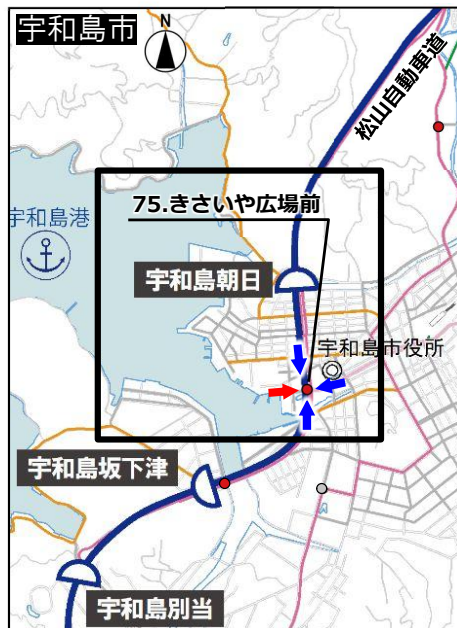 宇和島市
N
松山自動車道
75.きさいや広場前
宇和島港
宇和島朝日
宇和島市役所
宇和島坂下津
宇和島別当